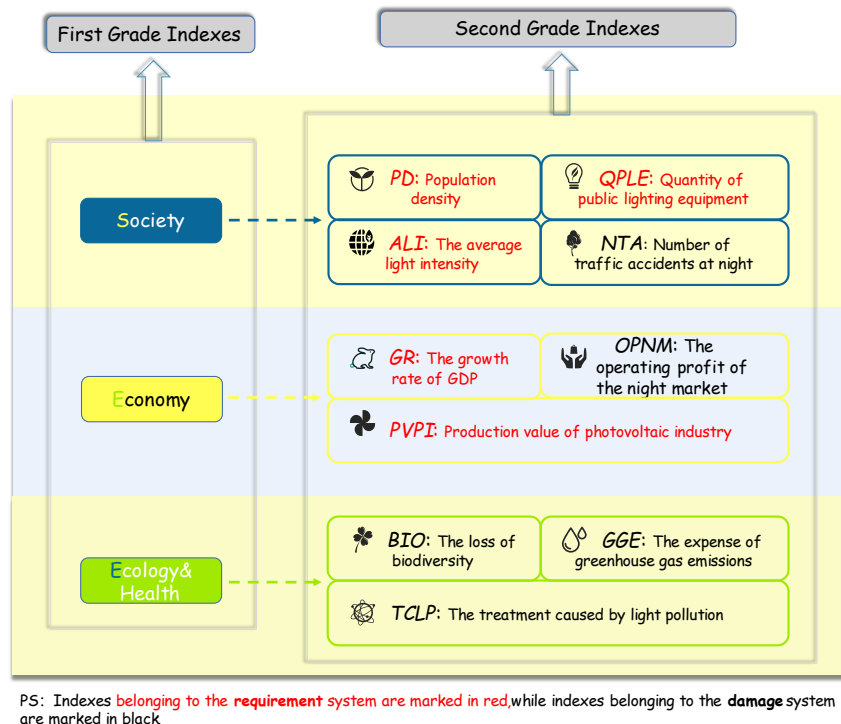 First Grade Indexes
Second Grade Indexes
Society
PD: Population
density
QPLE: Quantity of
public lighting equipment
ALI: The average
light intensity
NTA: Number of
traffic accidents at night
Economy
GR: The growth
rate of GDP
OPNM: The
operating profit of
the night market
PVPI: Production value of photovoltaic industry
Ecology&
Health
BIO: The loss of
biodiversity
GGE: The expense of
greenhouse gas emissions
TCLP: The treatment caused by light pollution
PS: Indexes belonging to the requirement system are marked in red,while indexes belonging to the damage system
are marked in black